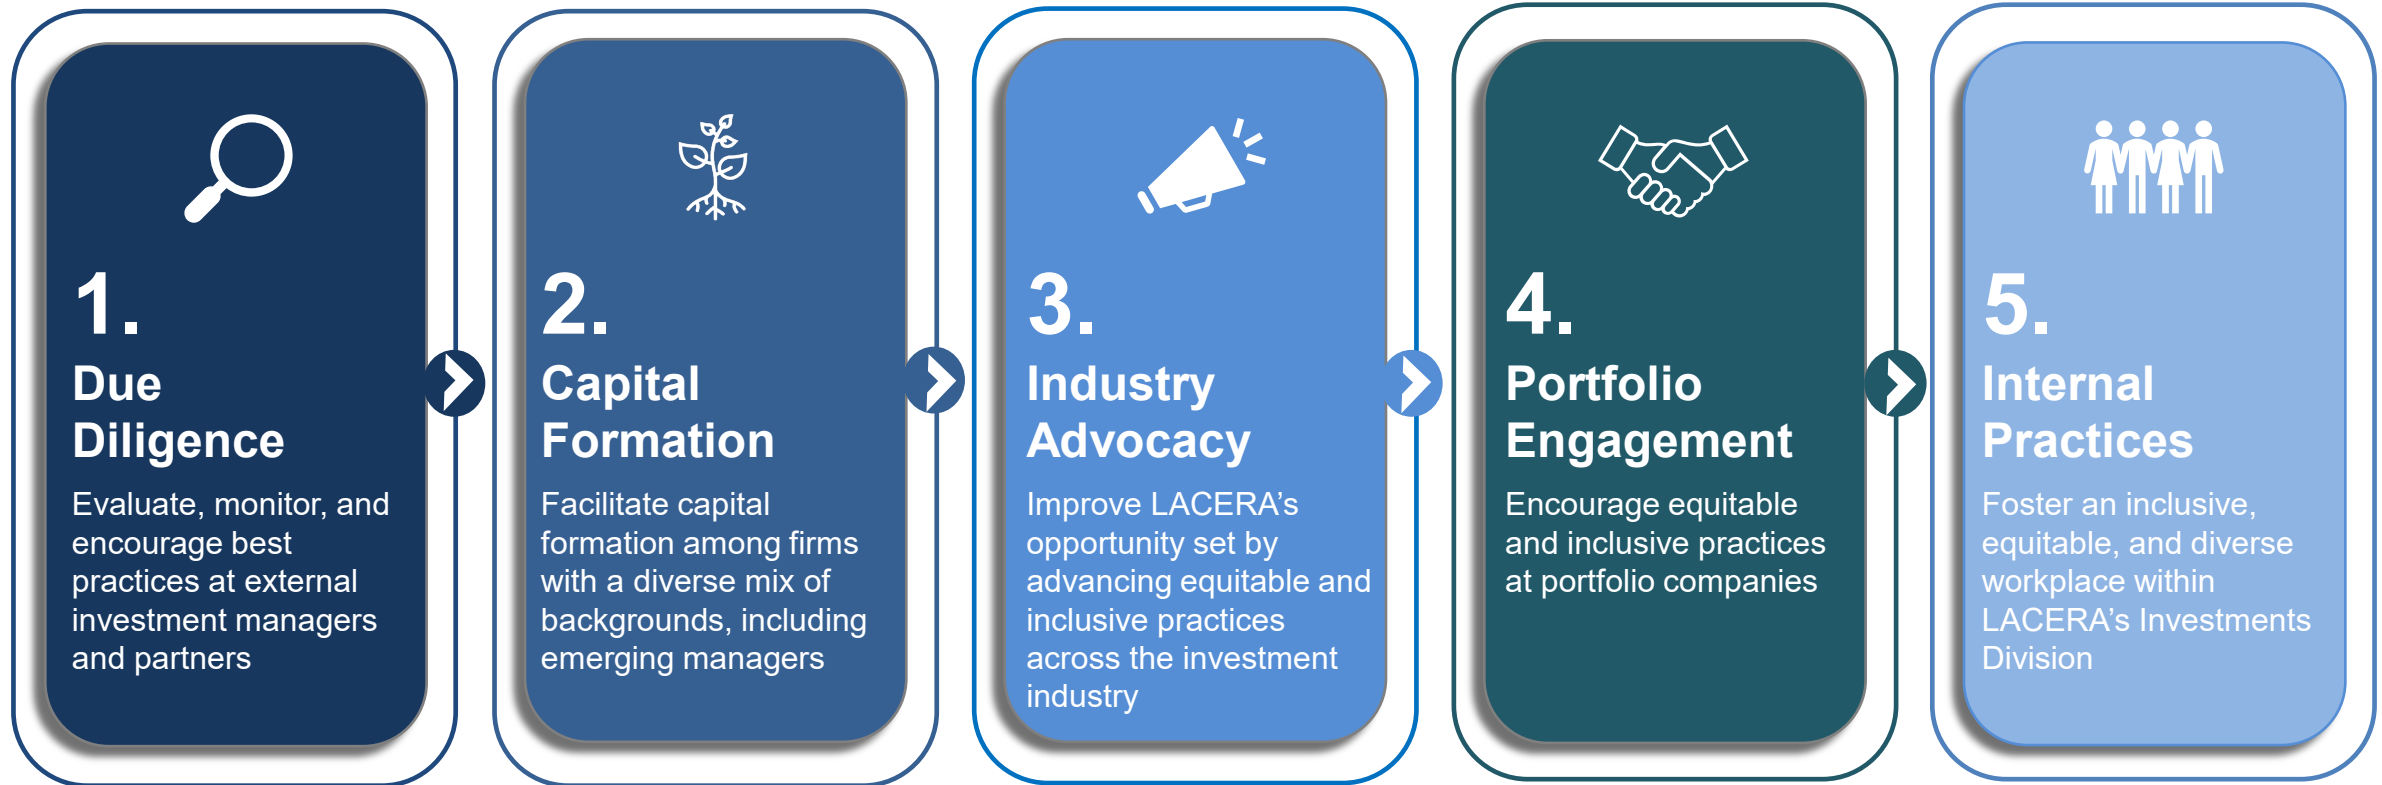 1.
Due
Diligence
Evaluate, monitor, and
encourage best
practices at external
investment managers
and partners
2.
Capital
Formation
Facilitate capital
formation among firms
with a diverse mix of
backgrounds, including
emerging managers
3.
Industry
Advocacy
Improve LACERA’s
opportunity set by
advancing equitable and
inclusive practices
across the investment
industry
4.
Portfolio
Engagement
Encourage equitable
and inclusive practices
at portfolio companies
5.
Internal
Practices
Foster an inclusive,
equitable, and diverse
workplace within
LACERA’s Investments
Division